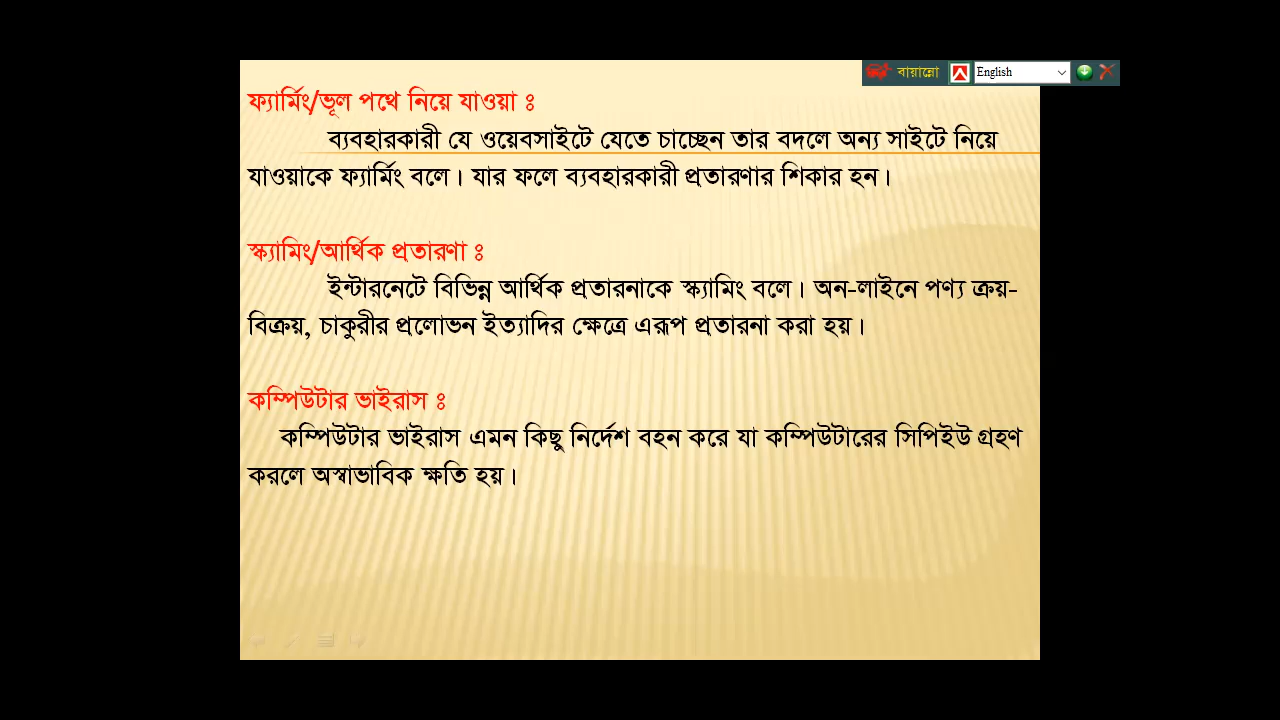 বায়ান্নো English
ফ্যার্মিং/ভূল পথে নিয়ে যাওয়া ঃ
ব্যবহারকারী যে ওয়েবসাইটে যেতে চাচ্ছেন তার বদলে অন্য সাইটে নিয়ে
যাওয়াকে ফ্যার্মিং বলে। যার ফলে ব্যবহারকারী প্রতারণার শিকার হন।
স্ক্যামিং/আর্থিক প্রতারণা ঃ
ইন্টারনেটে বিভিন্ন আর্থিক প্রতারনাকে স্ক্যামিং বলে। অন-লাইনে পণ্য ক্রয়-
বিক্রয়, চাকুরীর প্রলোভন ইত্যাদির ক্ষেত্রে এরূপ প্রতারনা করা হয়।
কম্পিউটার ভাইরাস ঃ
কম্পিউটার ভাইরাস এমন কিছু নির্দেশ বহন করে যা কম্পিউটারের সিপিইউ গ্রহণ
করলে অস্বাভাবিক ক্ষতি হয়।